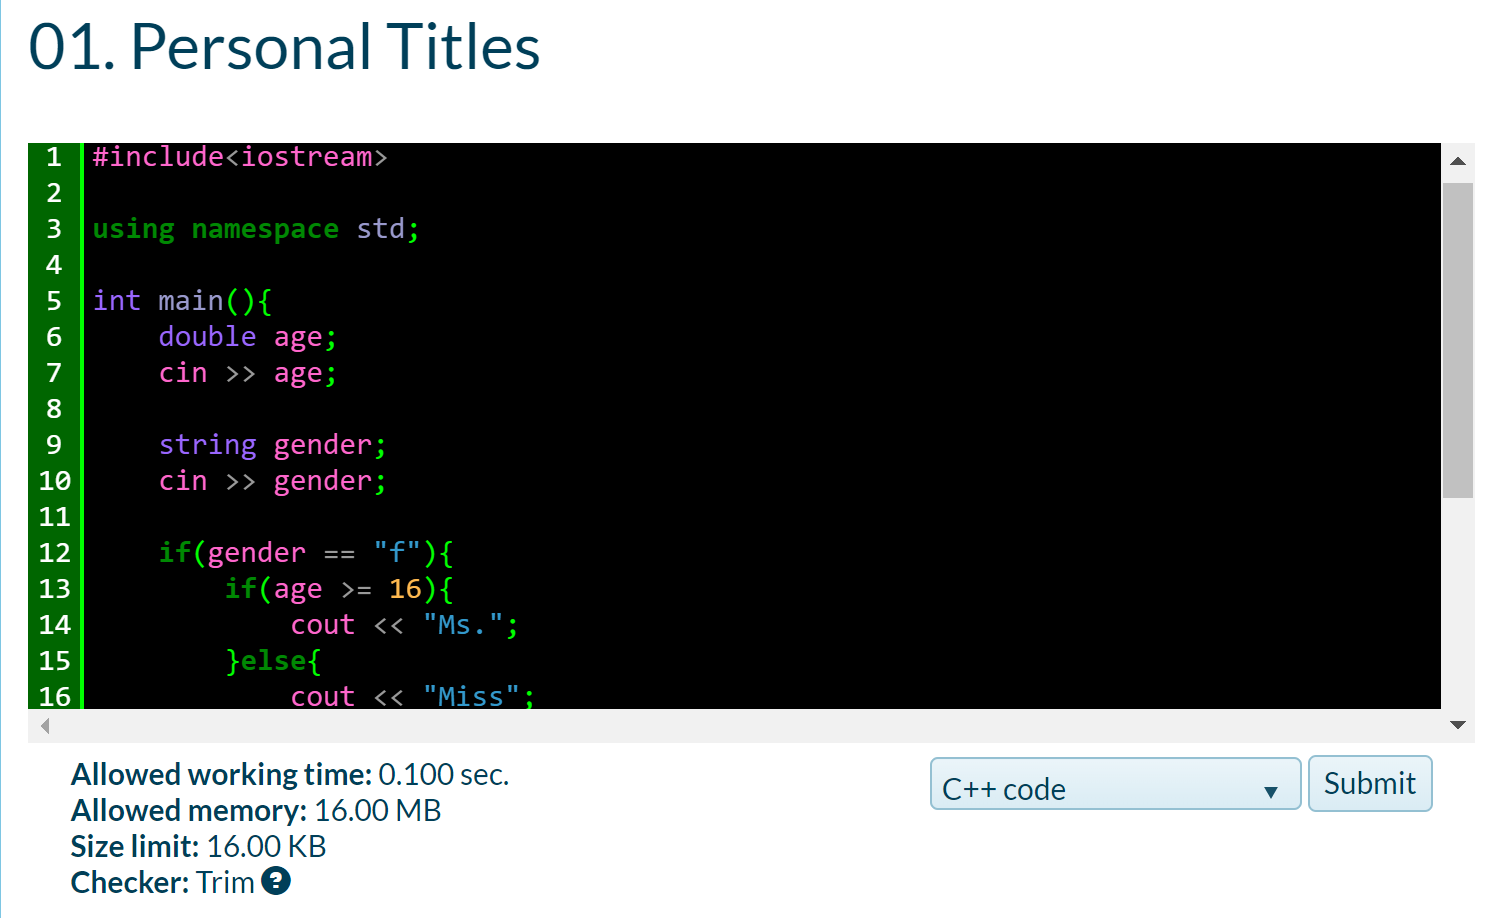 01. Personal Titles
1 #include<iostream>
2
3 using namespace std;
4
5 int main(){
6     double age;
7     cin >> age;
8
9     string gender;
10     cin >> gender;
11
12     if(gender == "f"){
13         if(age >= 16){
14             cout << "Ms.";
15         }else{
16             cout << "Miss";
Allowed working time: 0.100 sec.
Allowed memory: 16.00 MB
Size limit: 16.00 KB
Checker: Trim ?
C++ code
Submit